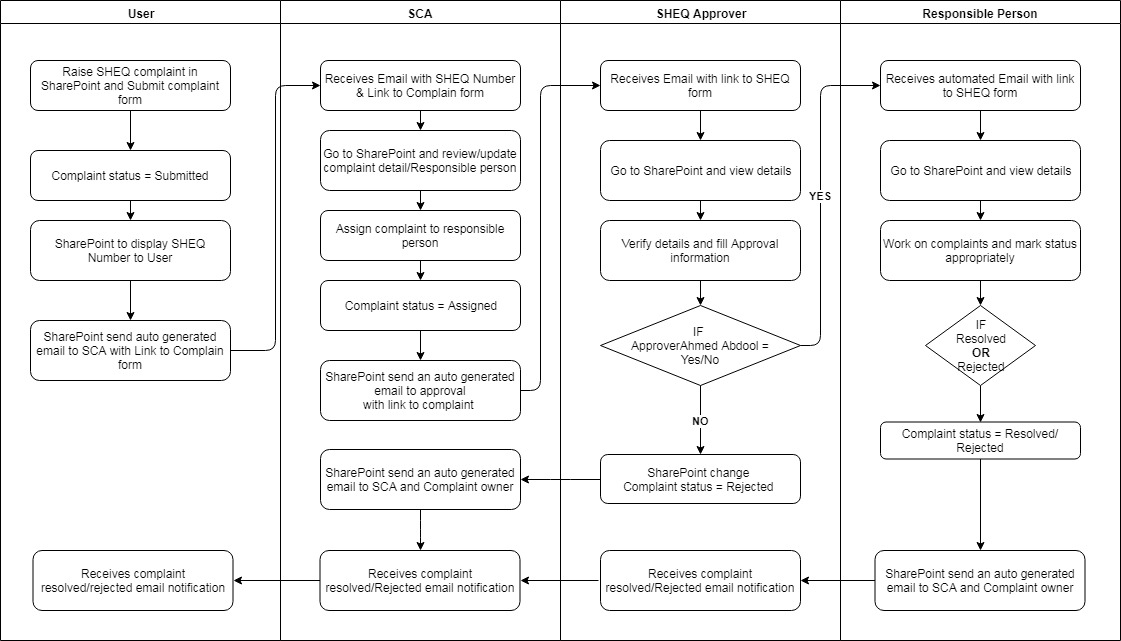 User
SCA
SHEQ Approver
Responsible Person
Raise SHEQ complaint in
SharePoint and Submit complaint
form
Complaint status = Submitted
SharePoint to display SHEQ
Number to User
SharePoint send auto generated
email to SCA with Link to Complain
form
Receives Email with SHEQ Number
& Link to Complain form
Go to SharePoint and review/update
complaint detail/Responsible person
Assign complaint to responsible
person
Complaint status = Assigned
SharePoint send an auto generated
email to approval
with link to complaint
Receives Email with link to SHEQ
form
Go to SharePoint and view details
Verify details and fill Approval
information
IF
ApproverAhmed Abdool =
Yes/No
YES
NO
SharePoint change
Complaint status = Rejected
SharePoint send an auto generated
email to SCA and Complaint owner
Receives automated Email with link
to SHEQ form
Go to SharePoint and view details
Work on complaints and mark status
appropriately
IF
Resolved
OR
Rejected
Complaint status = Resolved/
Rejected
SharePoint send an auto generated
email to SCA and Complaint owner
Receives complaint
resolved/Rejected email notification
Receives complaint
resolved/Rejected email notification
Receives complaint
resolved/rejected email notification